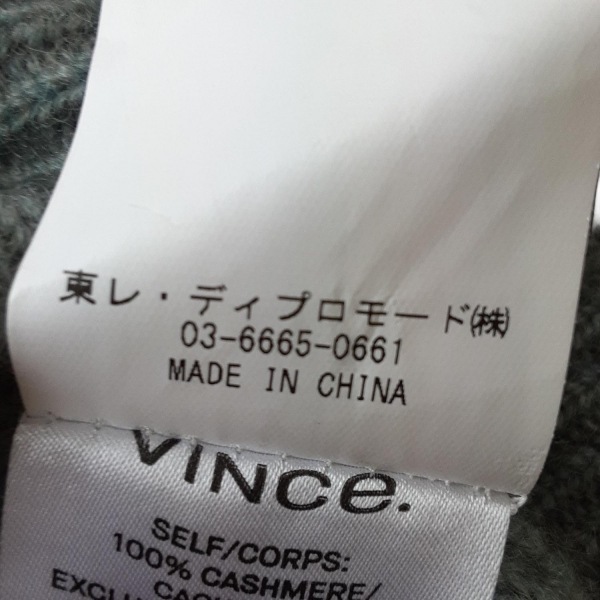 東レ・ディプロモード㈱
03-6665-0661
MADE IN CHINA
VINCe.
SELF/CORPS:
100% CASHMERE/